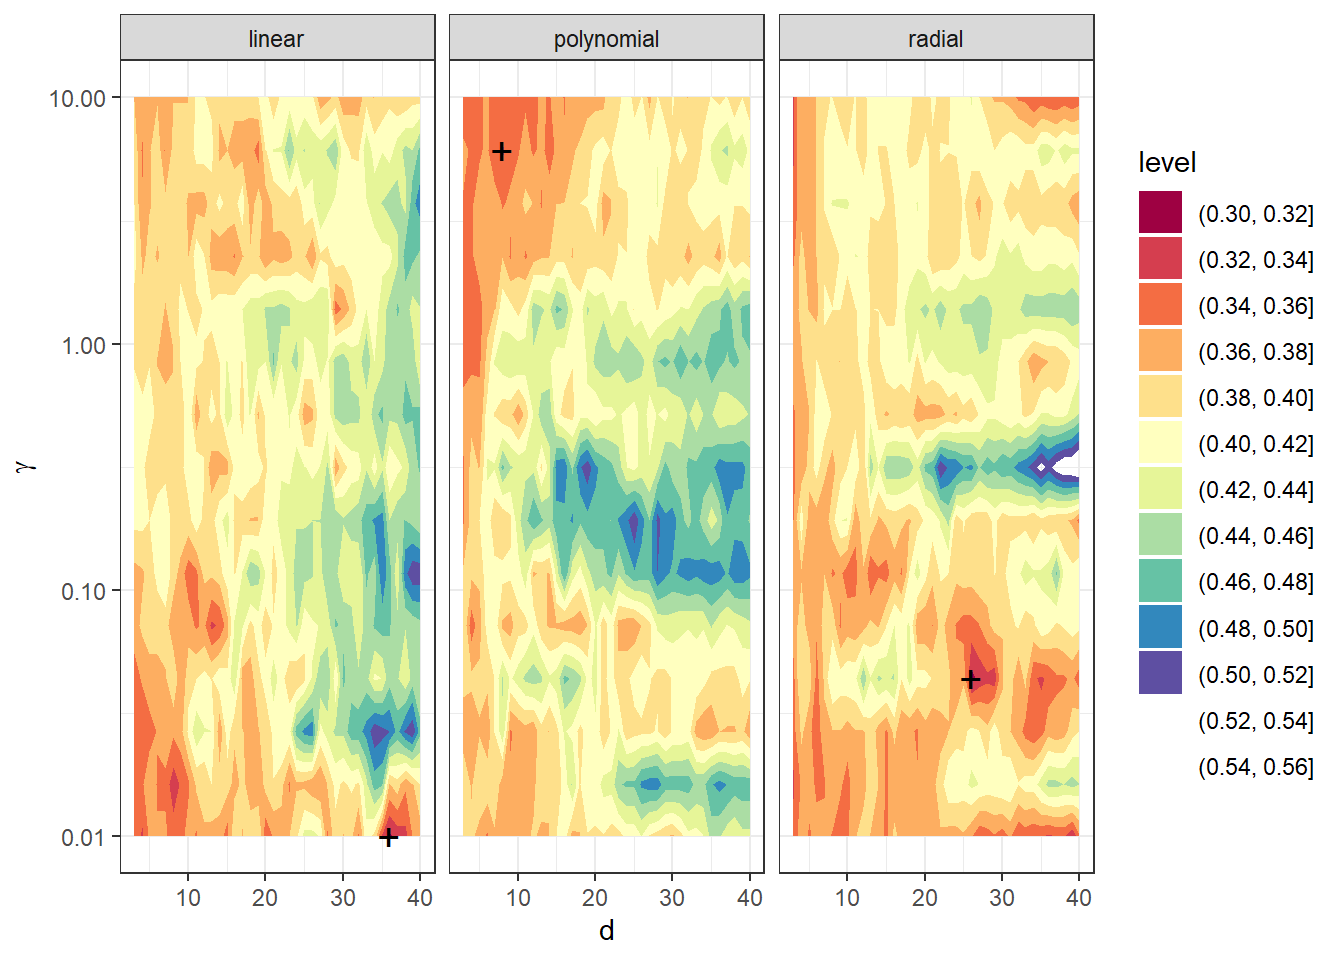 linear
polynomial
radial
10.00
1.00
0.10
0.01
γ
10 20 30 40
10 20 30 40
10 20 30 40
d
level
(0.30, 0.32]
(0.32, 0.34]
(0.34, 0.36]
(0.36, 0.38]
(0.38, 0.40]
(0.40, 0.42]
(0.42, 0.44]
(0.44, 0.46]
(0.46, 0.48]
(0.48, 0.50]
(0.50, 0.52]
(0.52, 0.54]
(0.54, 0.56]